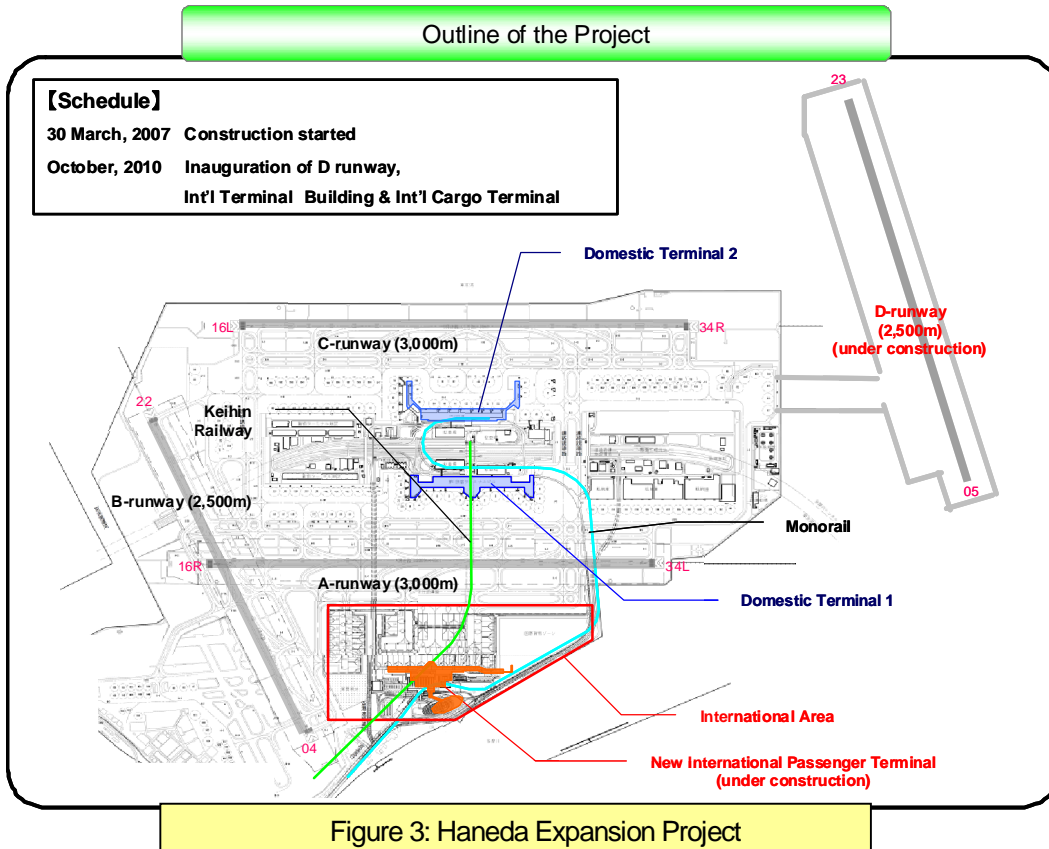 Outline of the Project
【Schedule】
30 March, 2007 Construction started
October, 2010 Inauguration of D runway,
Int'l Terminal Building & Int'l Cargo Terminal
23
Domestic Terminal 2
D-runway
(2,500m)
(under construction)
16L
34R
C-runway (3,000m)
22
Keihin
Railway
B-runway (2,500m)
05
Monorail
16R
34L
A-runway (3,000m)
Domestic Terminal 1
International Area
04
New International Passenger Terminal
(under construction)
Figure 3: Haneda Expansion Project